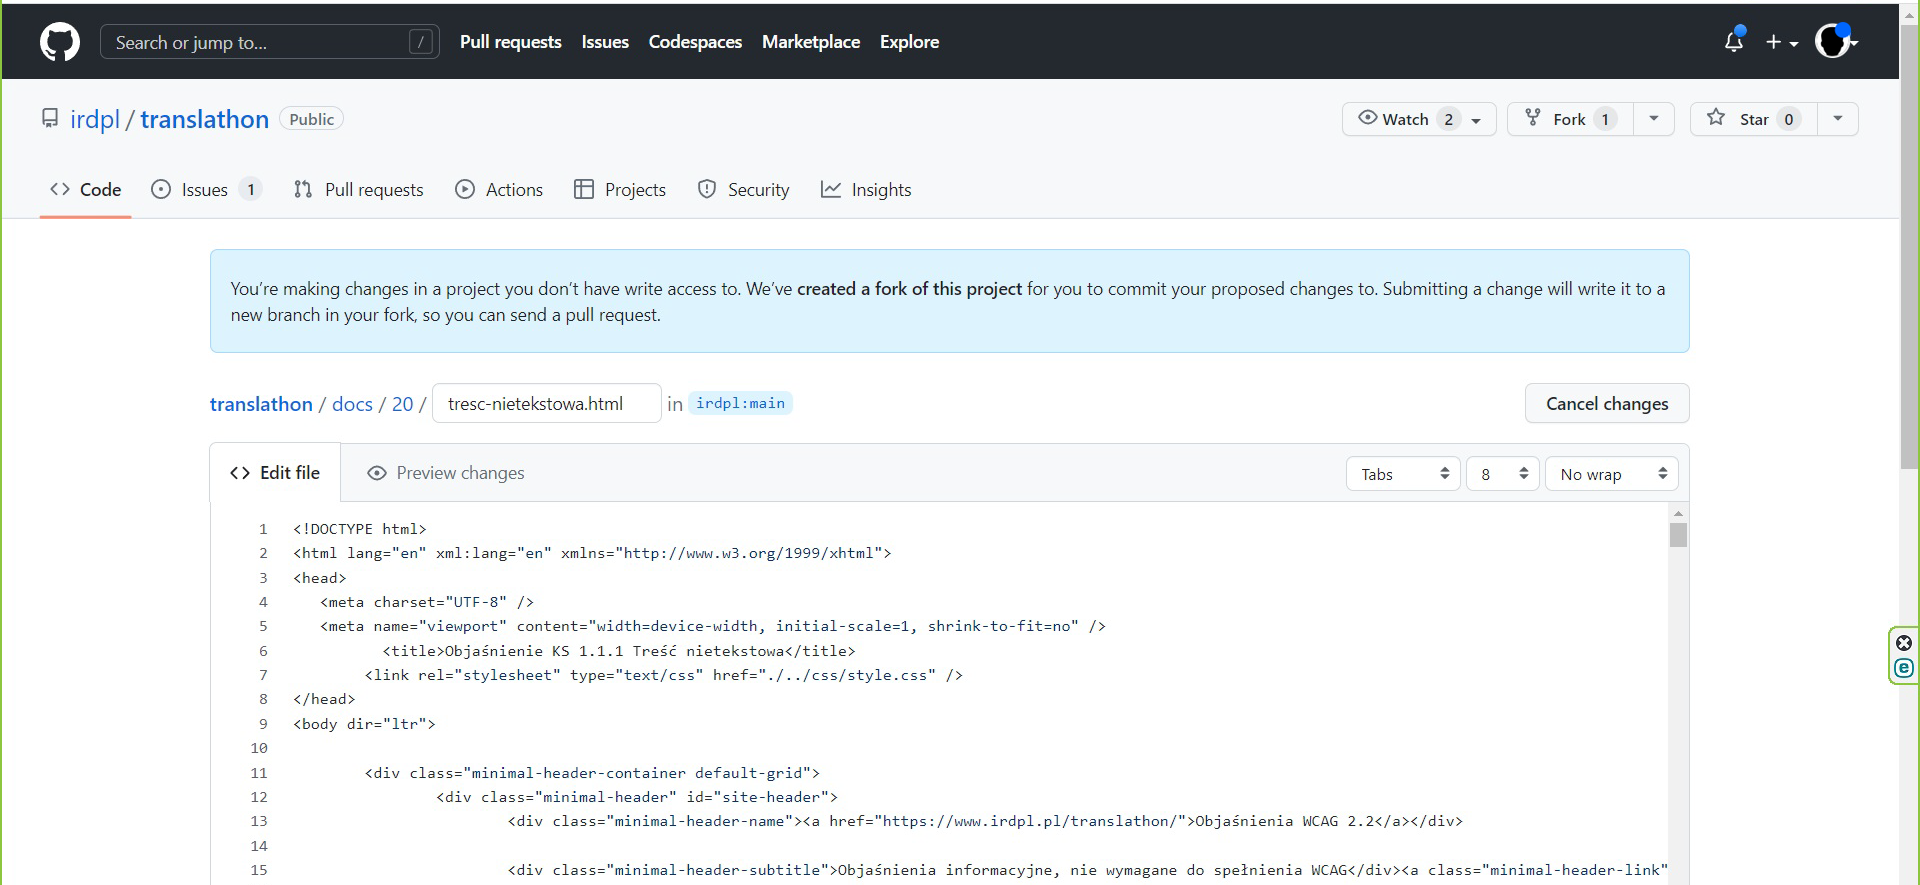 Search or jump to... /
Pull requests Issues Codespaces Marketplace Explore
irdpl / translathon Public
Watch 2 Fork 1 Star 0
Code Issues 1 Pull requests Actions Projects Security Insights
You’re making changes in a project you don’t have write access to. We’ve created a fork of this project for you to commit your proposed changes to. Submitting a change will write it to a
new branch in your fork, so you can send a pull request.
translathon / docs / 20 / tresc-nietekstowa.html in irdpl:main Cancel changes
Edit file Preview changes Tabs 8 No wrap
1 <!DOCTYPE html>
2 <html lang="en" xml:lang="en" xmlns="http://www.w3.org/1999/xhtml">
3 <head>
4 <meta charset="UTF-8" />
5 <meta name="viewport" content="width=device-width, initial-scale=1, shrink-to-fit=no" />
6 <title>Objaśnienie KS 1.1.1 Treść nietekstowa</title>
7 <link rel="stylesheet" type="text/css" href="./../css/style.css" />
8 </head>
9 <body dir="ltr">
10
11 <div class="minimal-header-container default-grid">
12 <div class="minimal-header" id="site-header">
13 <div class="minimal-header-name"><a href="https://www.irdpl.pl/translathon/">Objaśnienia WCAG 2.2</a></div>
14
15 <div class="minimal-header-subtitle">Objaśnienia informacyjne, nie wymagane do spełnienia WCAG</div><a class="minimal-header-link"